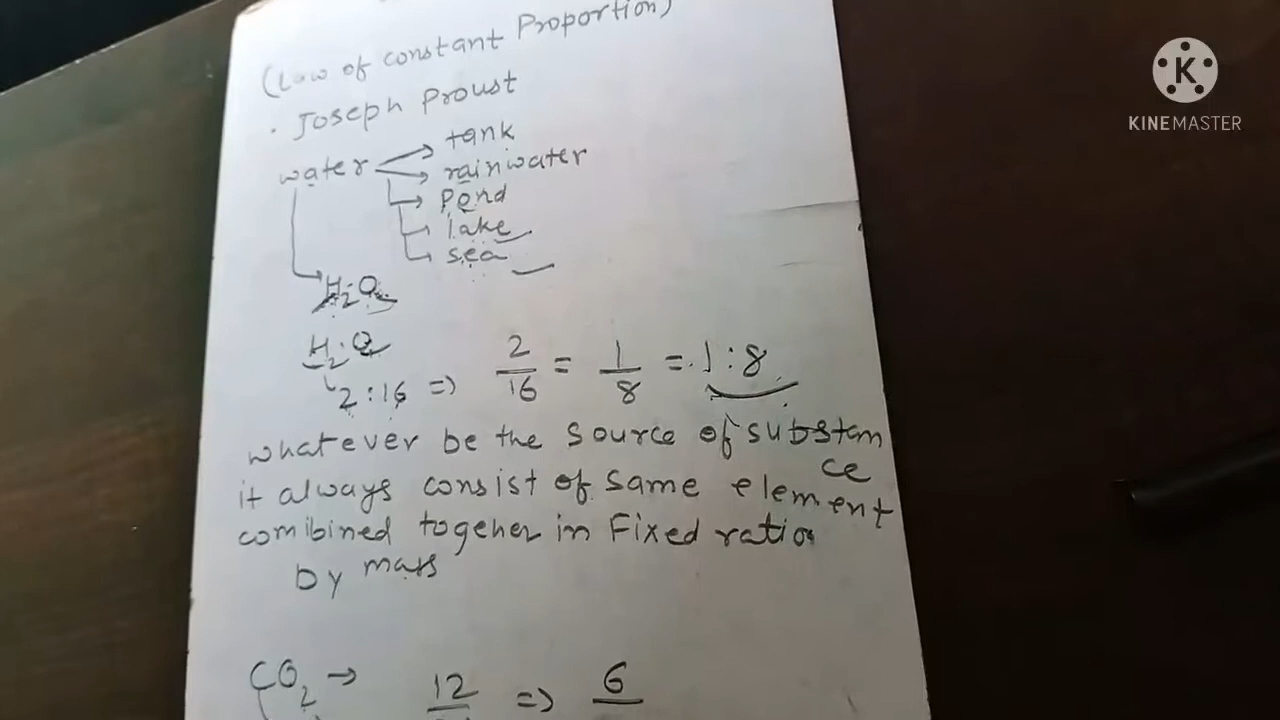 (Law of constant Proportion)
. Joseph Proust
water
tank
rainwater
Pond
lake
sea
H2O
H2O
2:16 => 2/16 = 1/8 = 1:8
whatever be the source of substan
ce
it always consist of same element
combined togeher in Fixed ratio
by mass
CO2 → 12 => 6
KINEMASTER